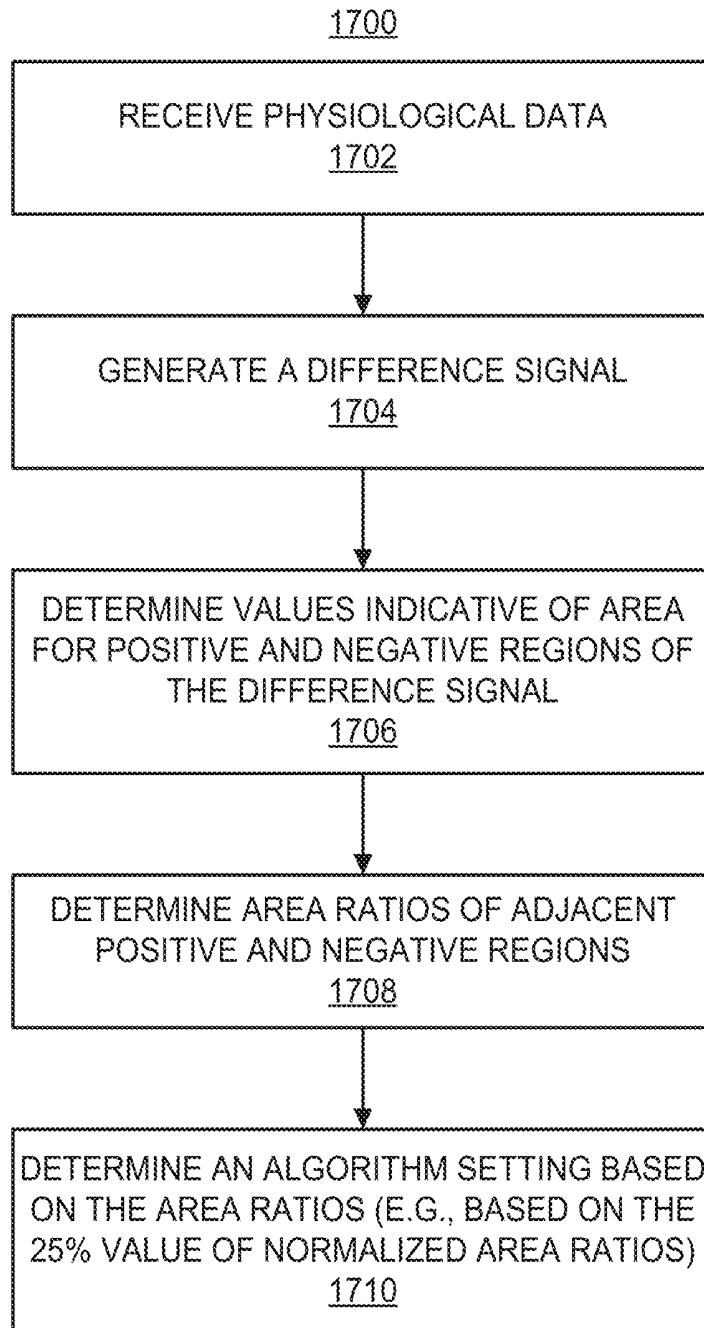 1700
RECEIVE PHYSIOLOGICAL DATA
1702
GENERATE A DIFFERENCE SIGNAL
1704
DETERMINE VALUES INDICATIVE OF AREA
FOR POSITIVE AND NEGATIVE REGIONS OF
THE DIFFERENCE SIGNAL
1706
DETERMINE AREA RATIOS OF ADJACENT
POSITIVE AND NEGATIVE REGIONS
1708
DETERMINE AN ALGORITHM SETTING BASED
ON THE AREA RATIOS (E.G., BASED ON THE
25% VALUE OF NORMALIZED AREA RATIOS)
1710